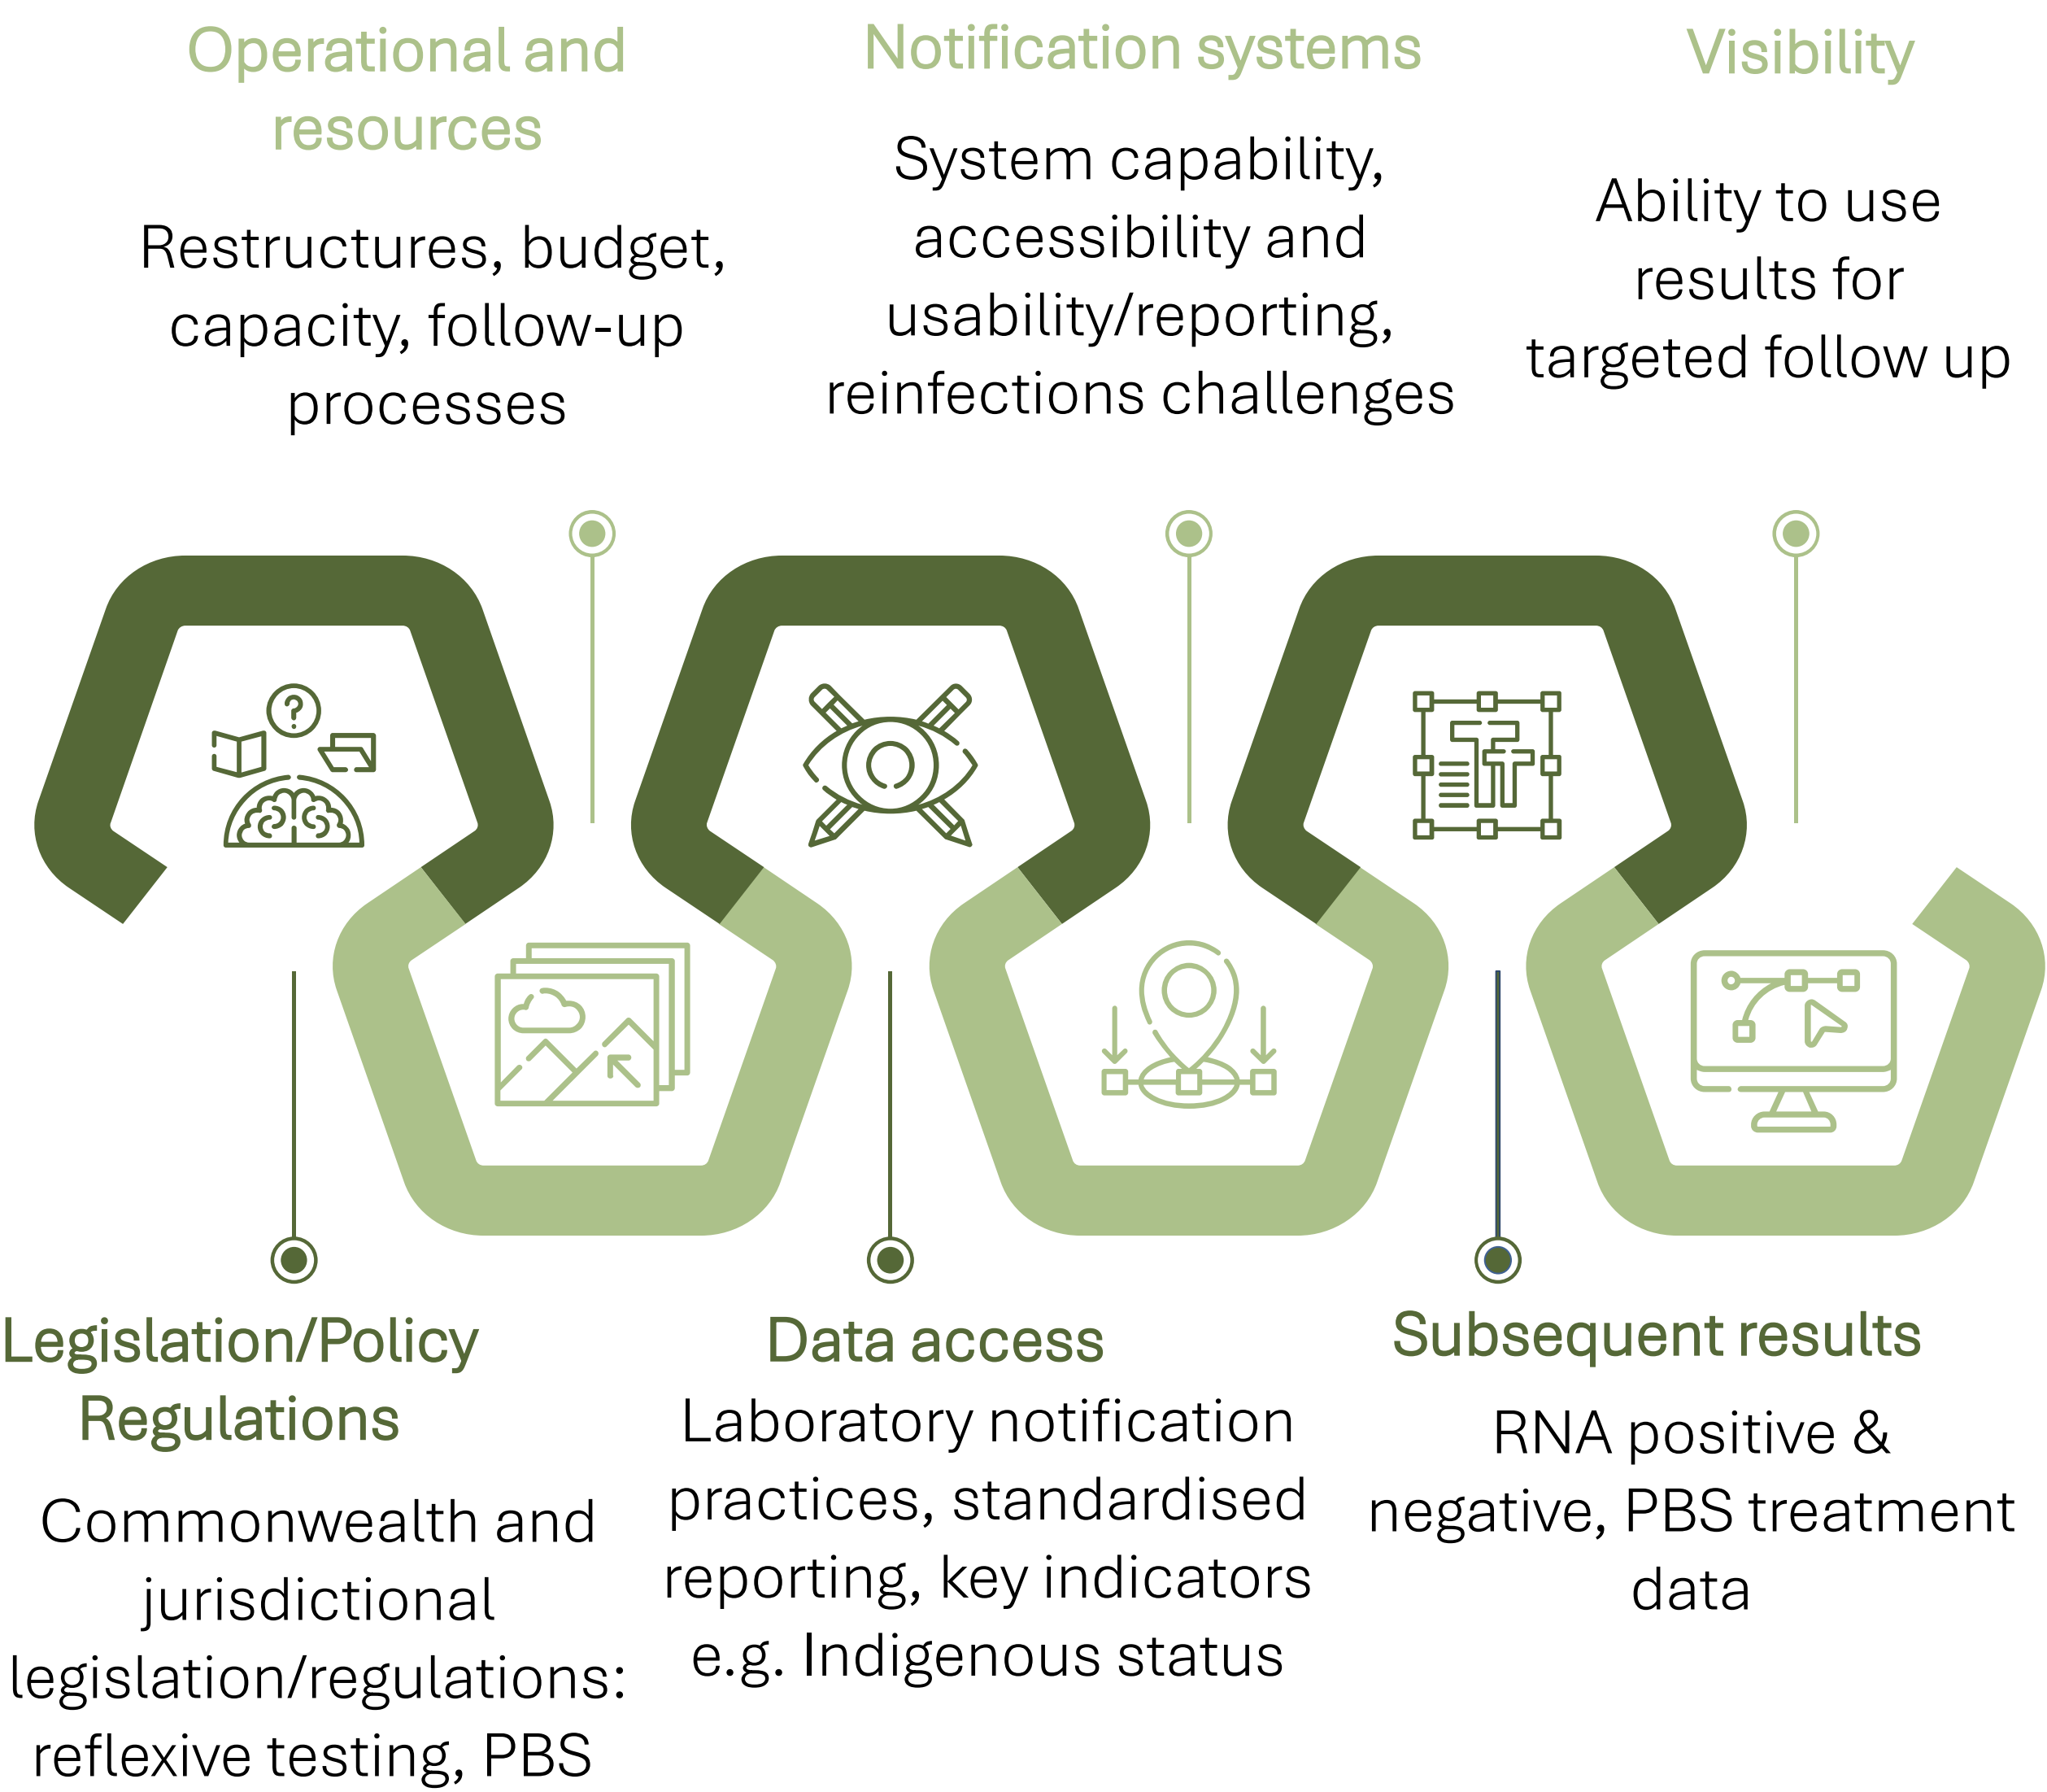 Operational and
resources
Restructures, budget,
capacity, follow-up
processes
Notification systems
System capability,
accessibility and
usability/reporting,
reinfections challenges
Visibility
Ability to use
results for
targeted follow up
Legislation/Policy
Regulations
Commonwealth and
jurisdictional
legislation/regulations:
reflexive testing, PBS
Data access
Laboratory notification
practices, standardised
reporting, key indicators
e.g. Indigenous status
Subsequent results
RNA positive &
negative, PBS treatment
data